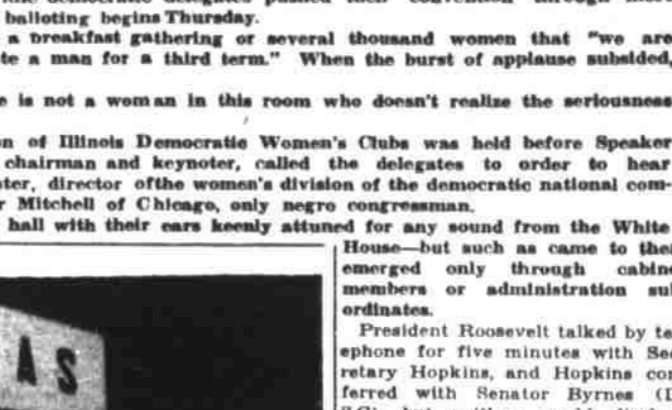 balloting begins Thursday.
a breakfast gathering or several thousand women that "we are
te a man for a third term." When the burst of applause subsided,
e is not a woman in this room who doesn't realize the seriousness
n of Illinois Democratic Women's Clubs was held before Speaker
chairman and keynoter, called the delegates to order to hear
ter, director ofthe women's division of the democratic national com
r Mitchell of Chicago, only negro congressman.
hall with their ears keenly attuned for any sound from the White
House—but such as came to the
emerged only through cabin
members or administration su
ordinates.
President Roosevelt talked by te
ephone for five minutes with Sec
retary Hopkins, and Hopkins con
ferred with Senator Byrnes (D
AS